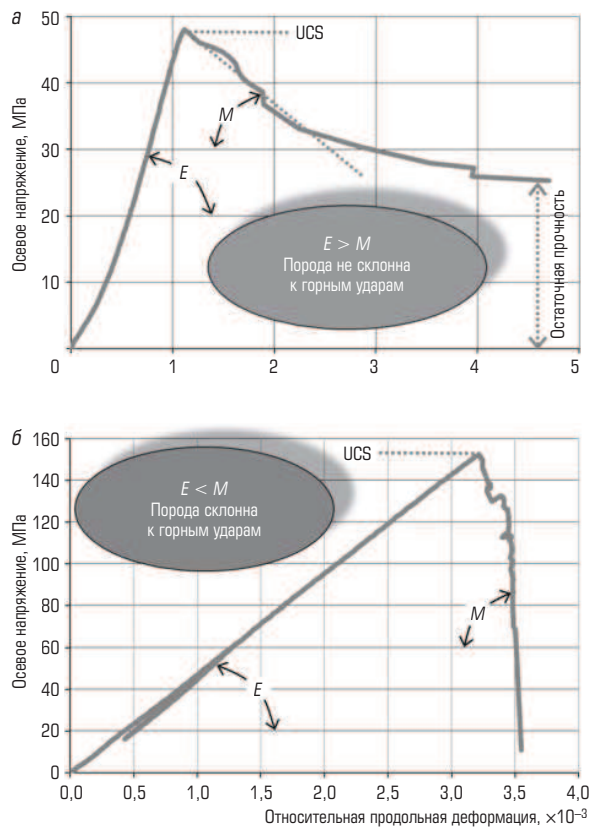 а
50
UCS
40
M
30
E
20
10
0
Осевое напряжение, МПа
E > M
Порода не склонна
к горным ударам
Остаточная прочность
0 1 2 3 4 5
б
160
UCS
140
120
100
80
60
40
20
0
Осевое напряжение, МПа
E < M
Порода склонна
к горным ударам
M
E
0,0 0,5 1,0 1,5 2,0 2,5 3,0 3,5 4,0
Относительная продольная деформация, ×10⁻³